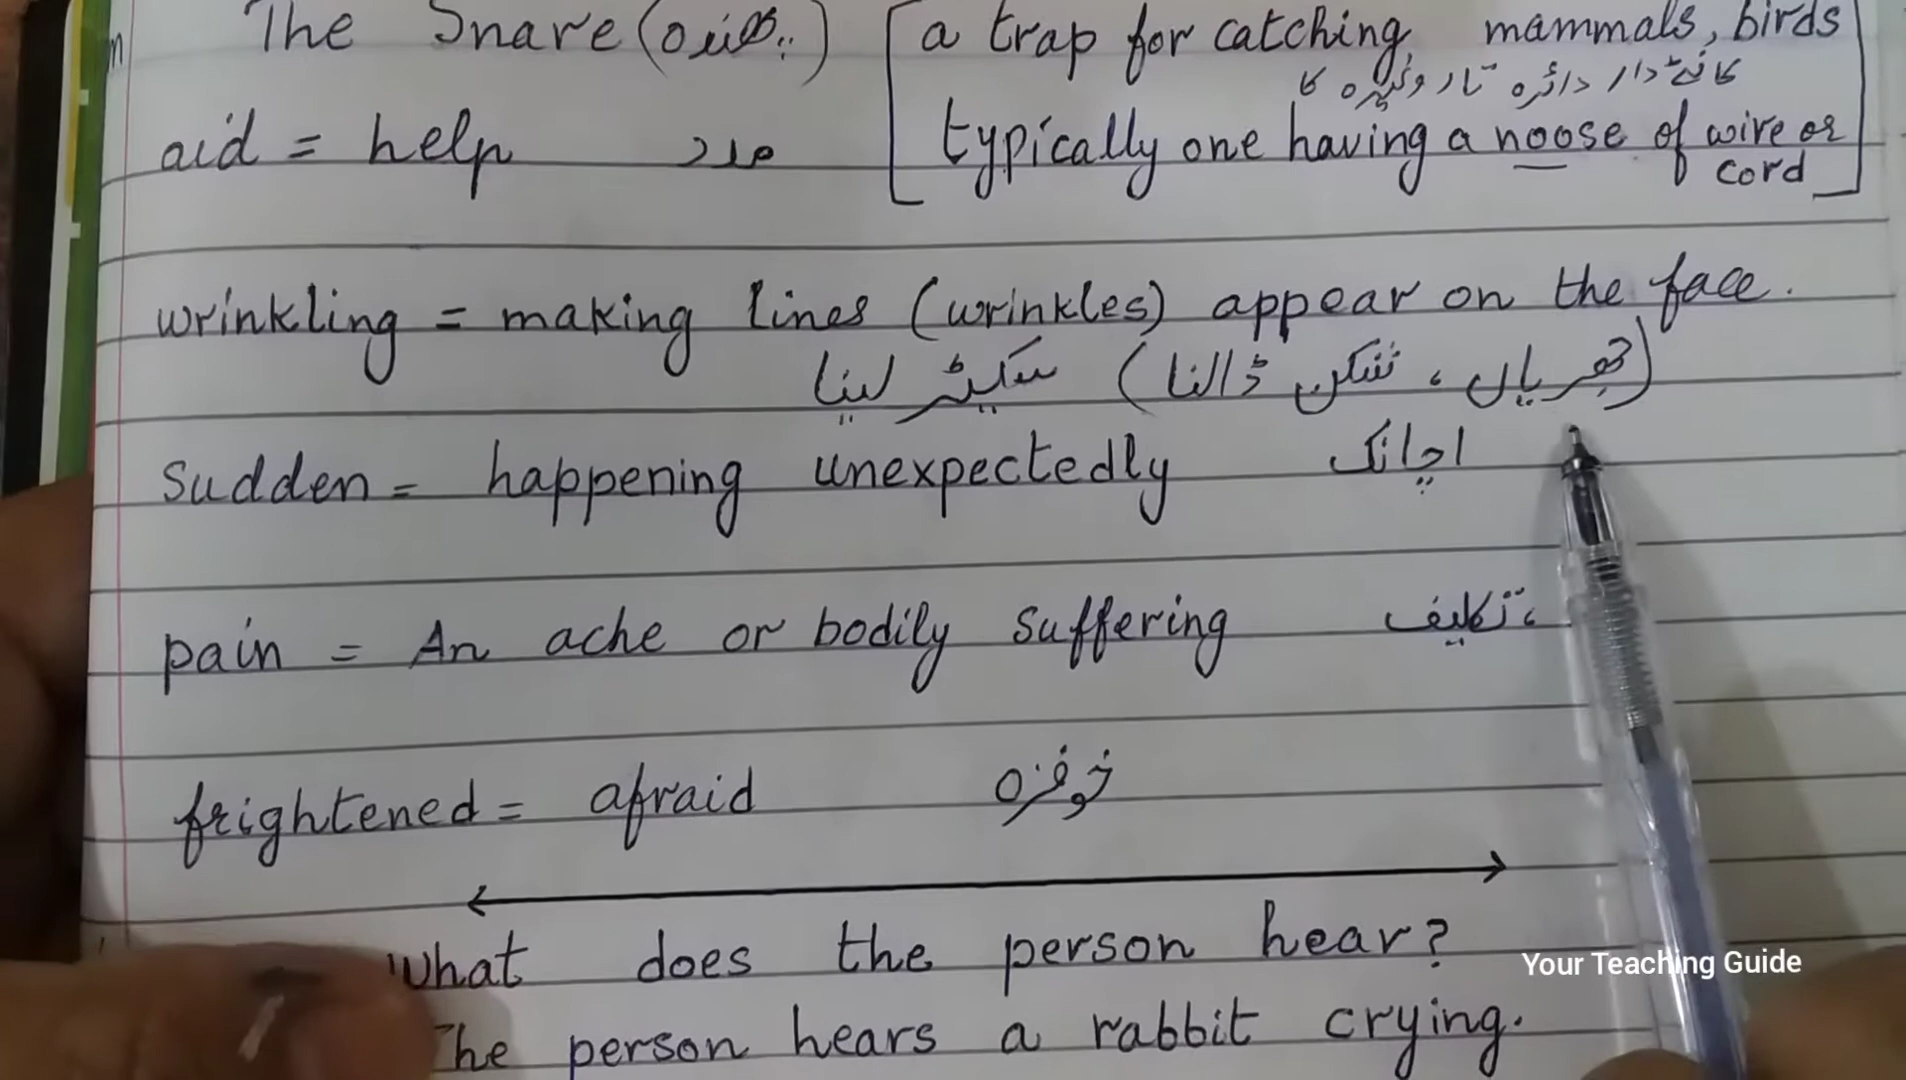 The Snare (پھندہ) [a trap for catching mammals, birds
کانٹے دار دائرہ تار وغیرہ کا
aid = help مدد typically one having a noose of wire or
cord]
wrinkling = making lines (wrinkles) appear on the face.
(جھریاں، شکن ڈالنا) سکیڑ لینا
Sudden = happening unexpectedly اچانک
pain = An ache or bodily suffering تکلیف،
frightened = afraid خوفزدہ
What does the person hear?
The person hears a rabbit crying.
Your Teaching Guide